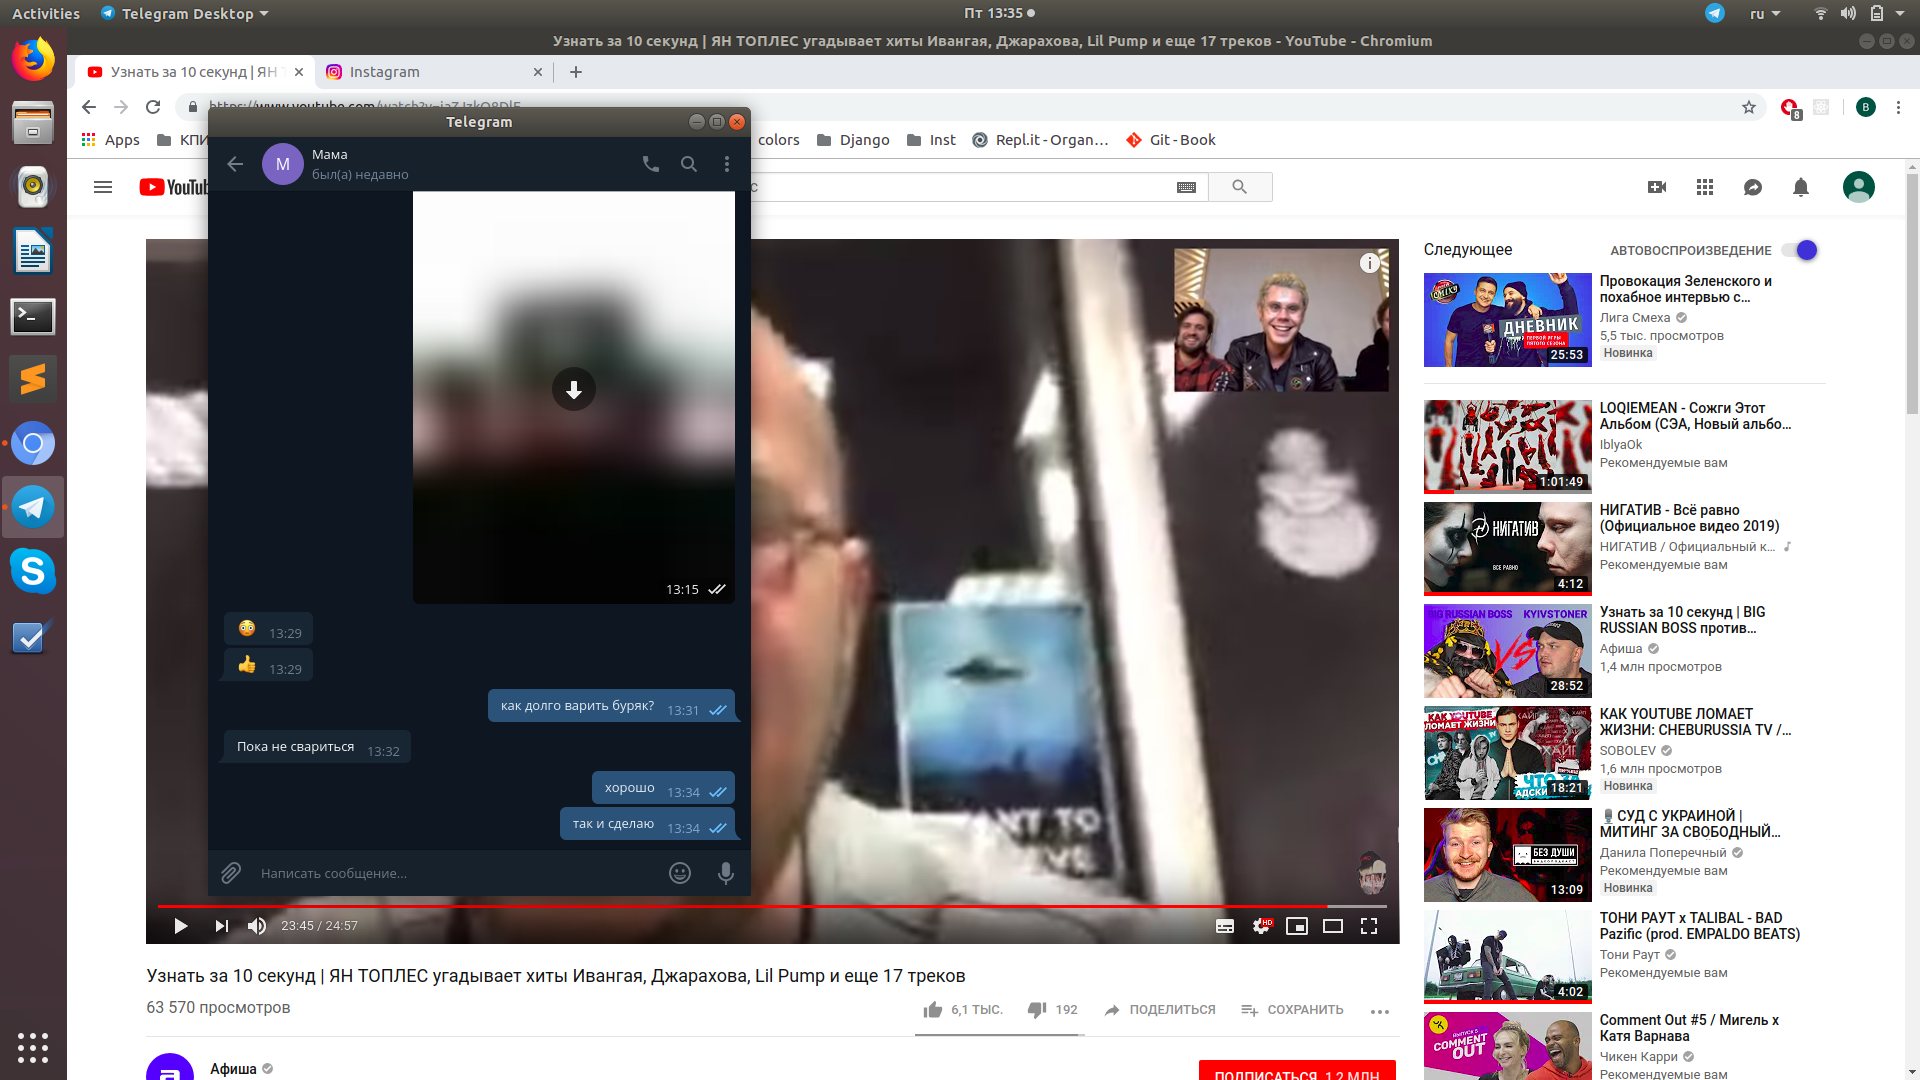 Activities
Telegram Desktop
Пт 13:35
ru
Узнать за 10 секунд | ЯН ТОПЛЕС угадывает хиты Ивангая, Джарахова, Lil Pump и еще 17 треков - YouTube - Chromium
Узнать за 10 секунд | ЯН
Instagram
8
B
Apps
КПИ
colors
Django
Inst
Repl.it - Organ…
Git - Book
Telegram
М
Мама
был(а) недавно
13:15
13:29
13:29
как долго варить буряк? 13:31
Пока не свариться 13:32
хорошо 13:34
так и сделаю 13:34
Написать сообщение...
ANT TO
23:45 / 24:57
HD
Узнать за 10 секунд | ЯН ТОПЛЕС угадывает хиты Ивангая, Джарахова, Lil Pump и еще 17 треков
63 570 просмотров
6,1 ТЫС.
192
ПОДЕЛИТЬСЯ
СОХРАНИТЬ
Афиша
ПОДПИСАТЬСЯ 1,2 МЛН
Следующее
АВТОВОСПРОИЗВЕДЕНИЕ
ДНЕВНИК
25:53
Провокация Зеленского и
похабное интервью с…
Лига Смеха
5,5 тыс. просмотров
Новинка
1:01:49
LOQIEMEAN - Сожги Этот
Альбом (СЭА, Новый альбо…
IblyaOk
Рекомендуемые вам
НИГАТИВ
ВСЕ РАВНО
4:12
НИГАТИВ - Всё равно
(Официальное видео 2019)
НИГАТИВ / Официальный к…
Рекомендуемые вам
BIG RUSSIAN BOSS
KYIVSTONER
VS
28:52
Узнать за 10 секунд | BIG
RUSSIAN BOSS против…
Афиша
1,4 млн просмотров
КАК YOUTUBE
ЛОМАЕТ
ЖИЗНИ
18:21
КАК YOUTUBE ЛОМАЕТ
ЖИЗНИ: CHEBURUSSIA TV /…
SOBOLEV
1,6 млн просмотров
Новинка
БЕЗ ДУШИ
13:09
СУД С УКРАИНОЙ |
МИТИНГ ЗА СВОБОДНЫЙ…
Данила Поперечный
Рекомендуемые вам
Новинка
4:02
ТОНИ РАУТ x TALIBAL - BAD
Pazific (prod. EMPALDO BEATS)
Тони Раут
Рекомендуемые вам
COMMENT
OUT
Comment Out #5 / Мигель х
Катя Варнава
Чикен Карри
Рекомендуемые вам